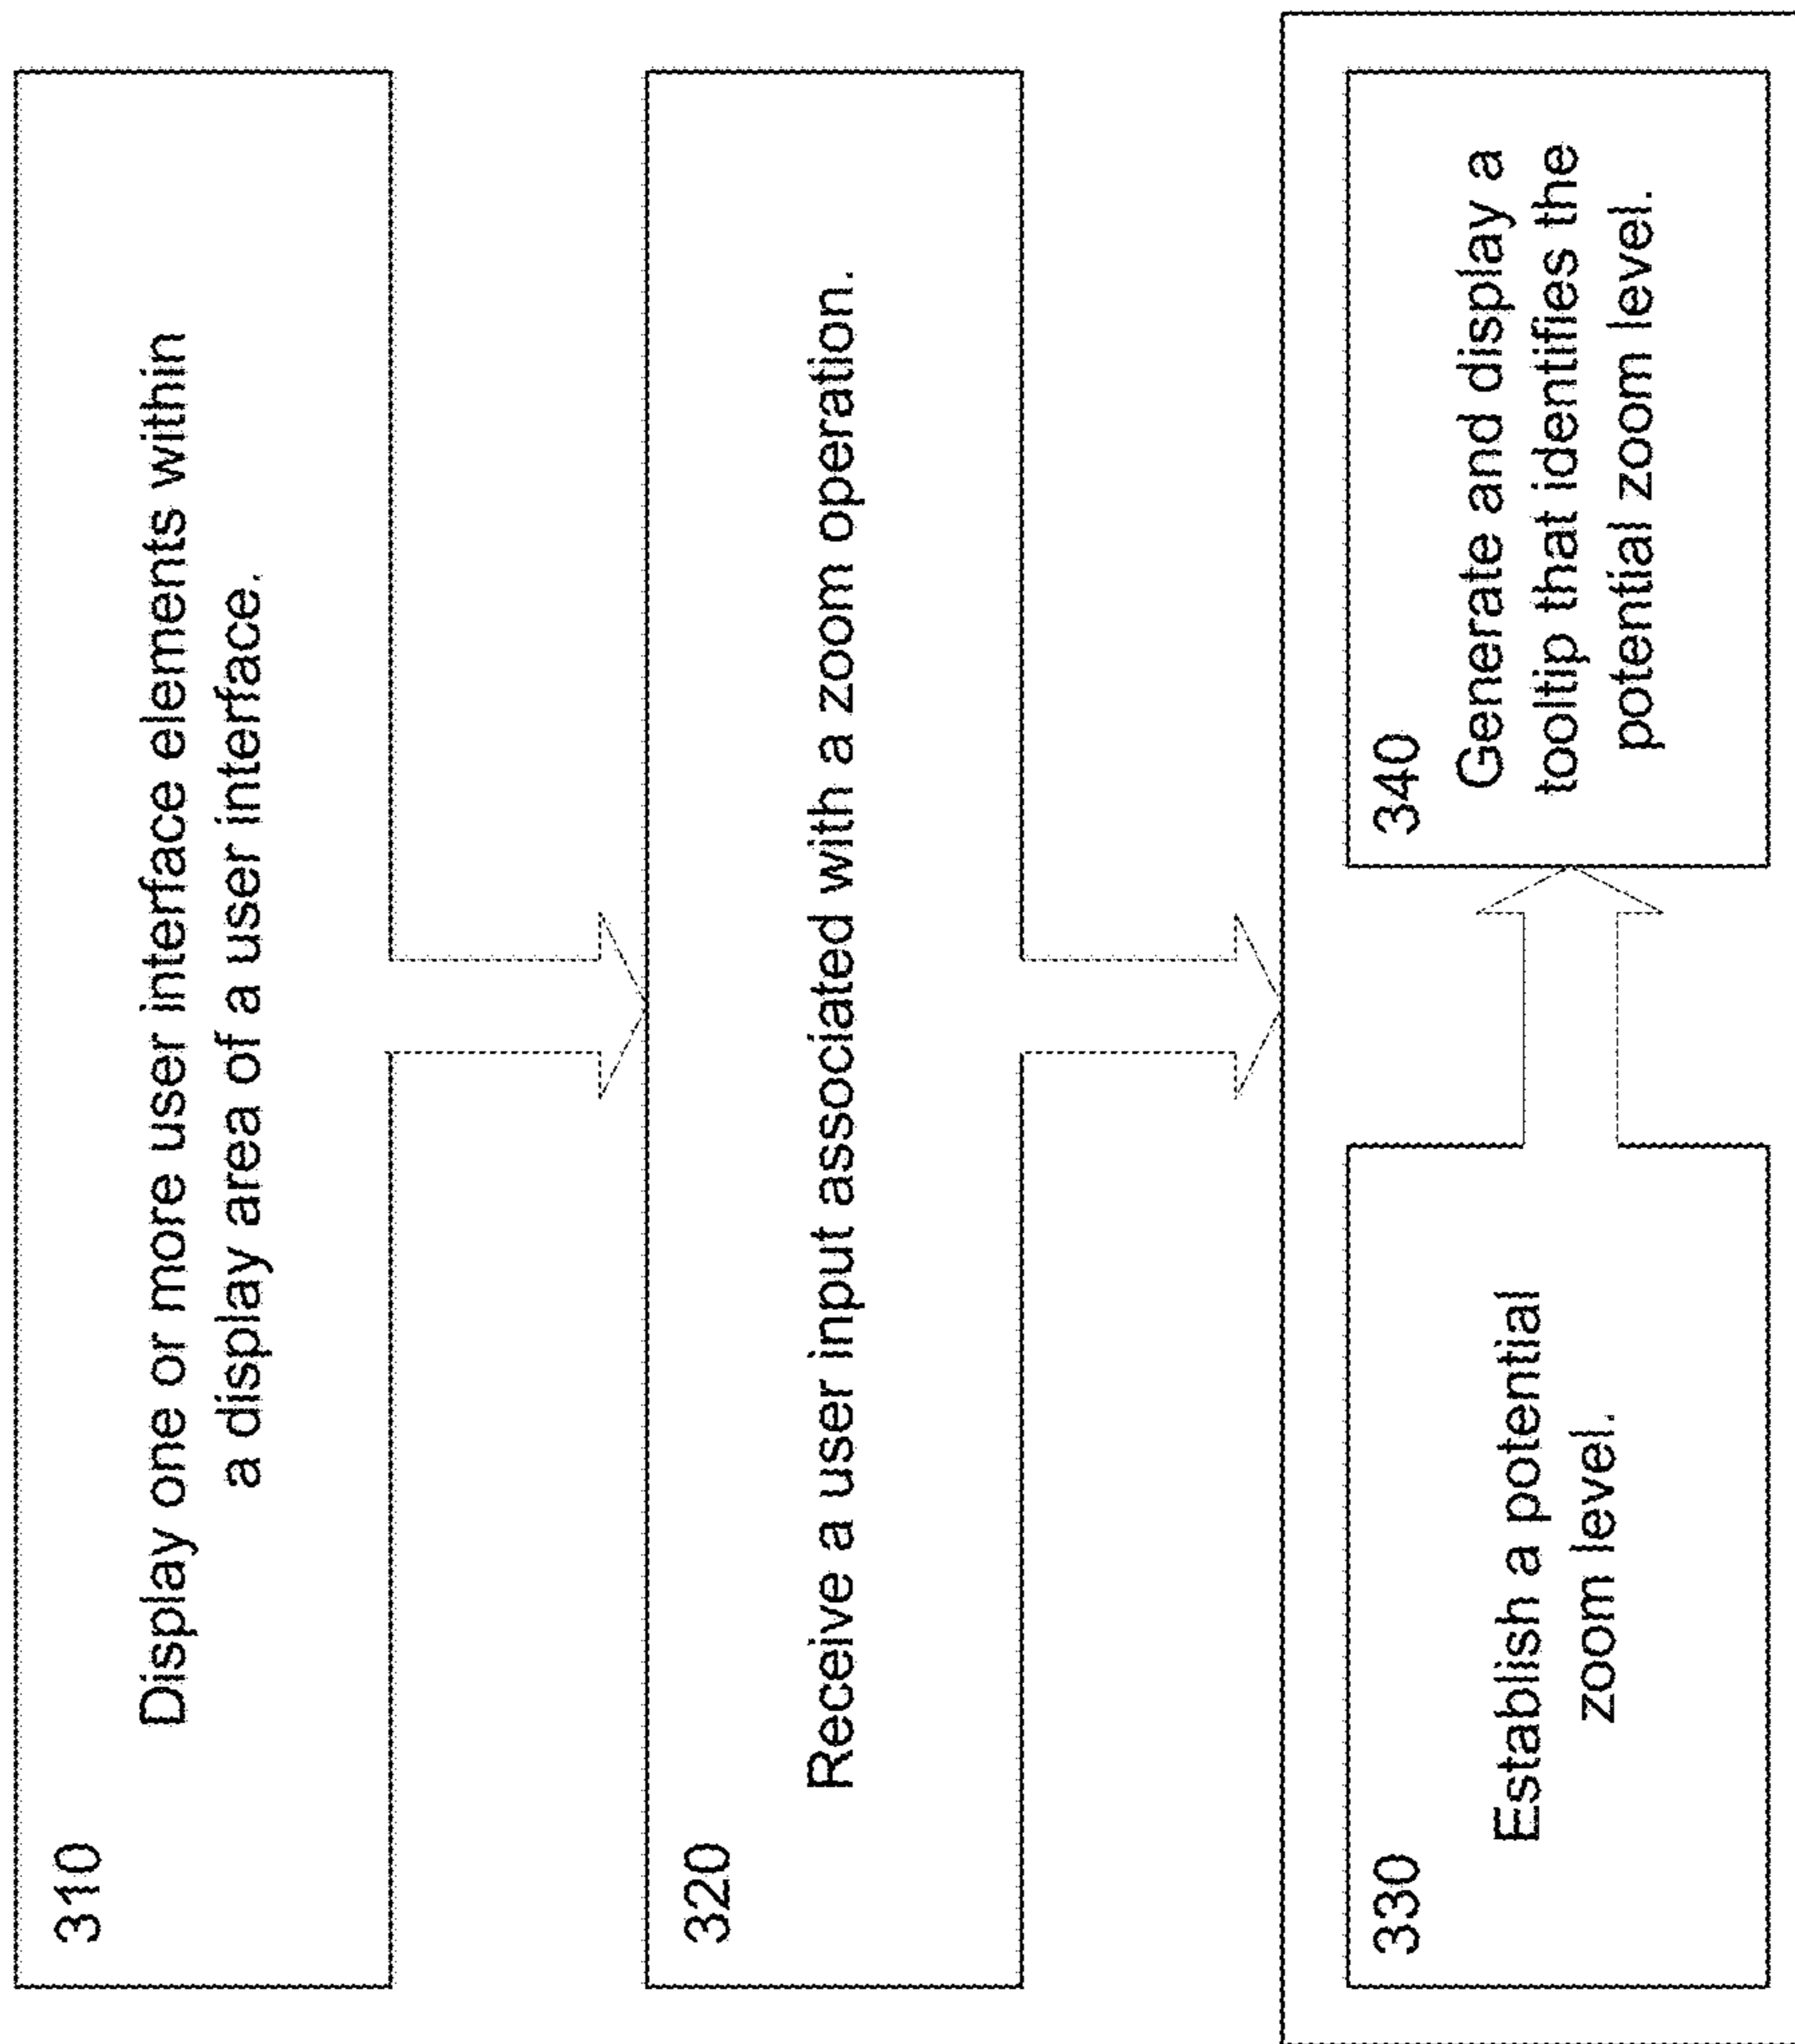 310
Display one or more user interface elements within
a display area of a user interface.
320
Receive a user input associated with a zoom operation.
330
Establish a potential
zoom level.
340
Generate and display a
tooltip that identifies the
potential zoom level.